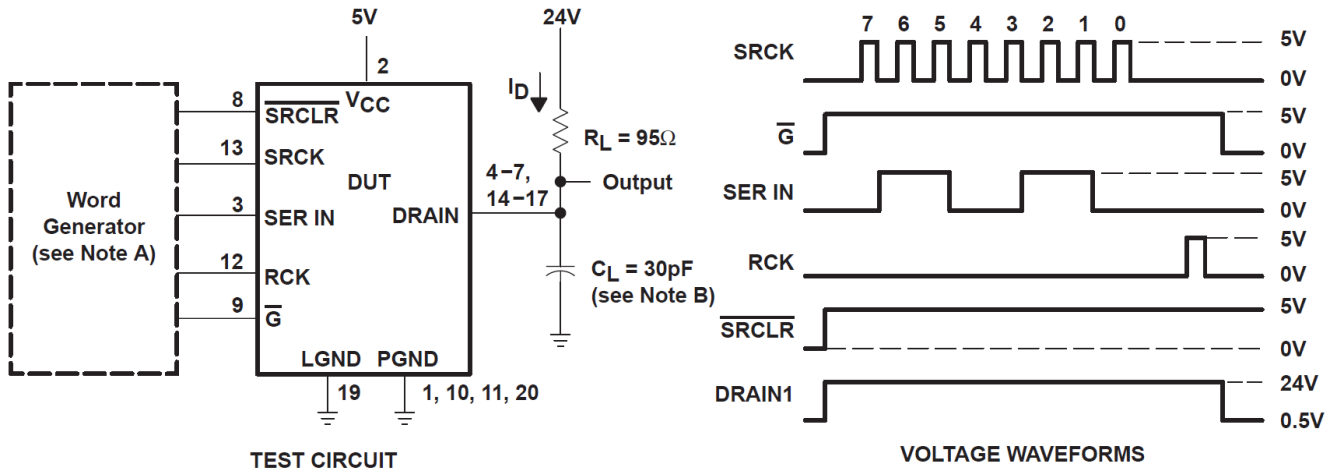 5V
24V
2
I_D
8
SRCLR
VCC
R_L = 95Ω
13
SRCK
DUT
4−7,
14−17
Output
Word
Generator
(see Note A)
3
SER IN
DRAIN
12
RCK
C_L = 30pF
(see Note B)
9
G
LGND
PGND
19
1, 10, 11, 20
TEST CIRCUIT
7 6 5 4 3 2 1 0
SRCK
5V
0V
G
5V
0V
SER IN
5V
0V
RCK
5V
0V
SRCLR
5V
0V
DRAIN1
24V
0.5V
VOLTAGE WAVEFORMS